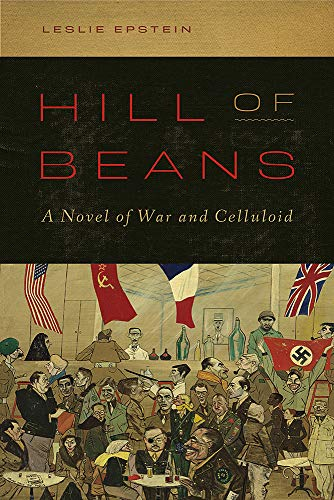 LESLIE EPSTEIN
HILL OF
BEANS
A Novel of War and Celluloid